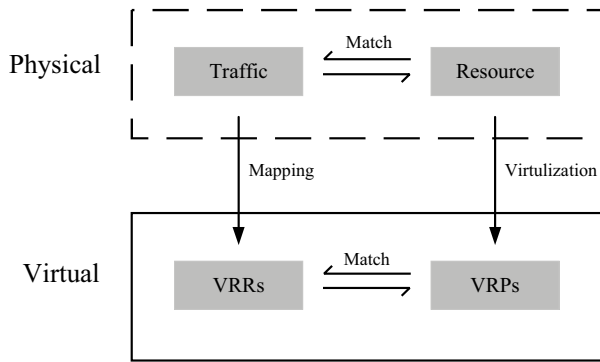 Match
Physical Traffic Resource
Mapping Virtulization
Match
Virtual VRRs VRPs